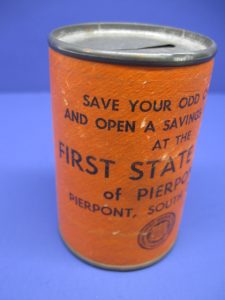 SAVE YOUR ODD
AND OPEN A SAVINGS
AT THE
FIRST STATE
of PIERPO
PIERPONT, SOUTH